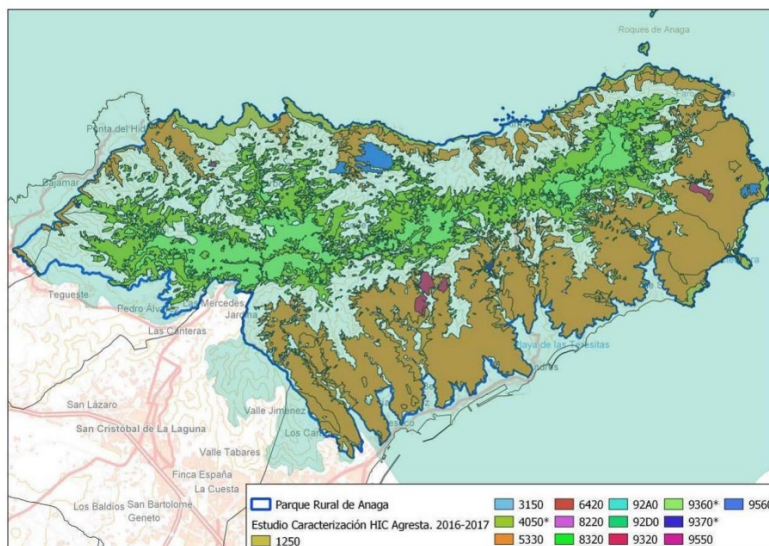 Roques de Anaga
Punta del Hid
Bajamar
Tegueste
Pedro Álv
Las Mercedes
Jardina
Las Canteras
Playa de las Teresitas
San Lázaro
Valle Jiménez
San Cristóbal de La Laguna
Los Cam
Valle Tabares
Finca España
La Cuesta
Los Baldíos
San Bartolomé
Geneto
Parque Rural de Anaga
Estudio Caracterización HIC Agresta. 2016-2017
1250
3150 6420 92A0 9360* 9560
4050* 8220 92D0 9370*
5330 8320 9320 9550